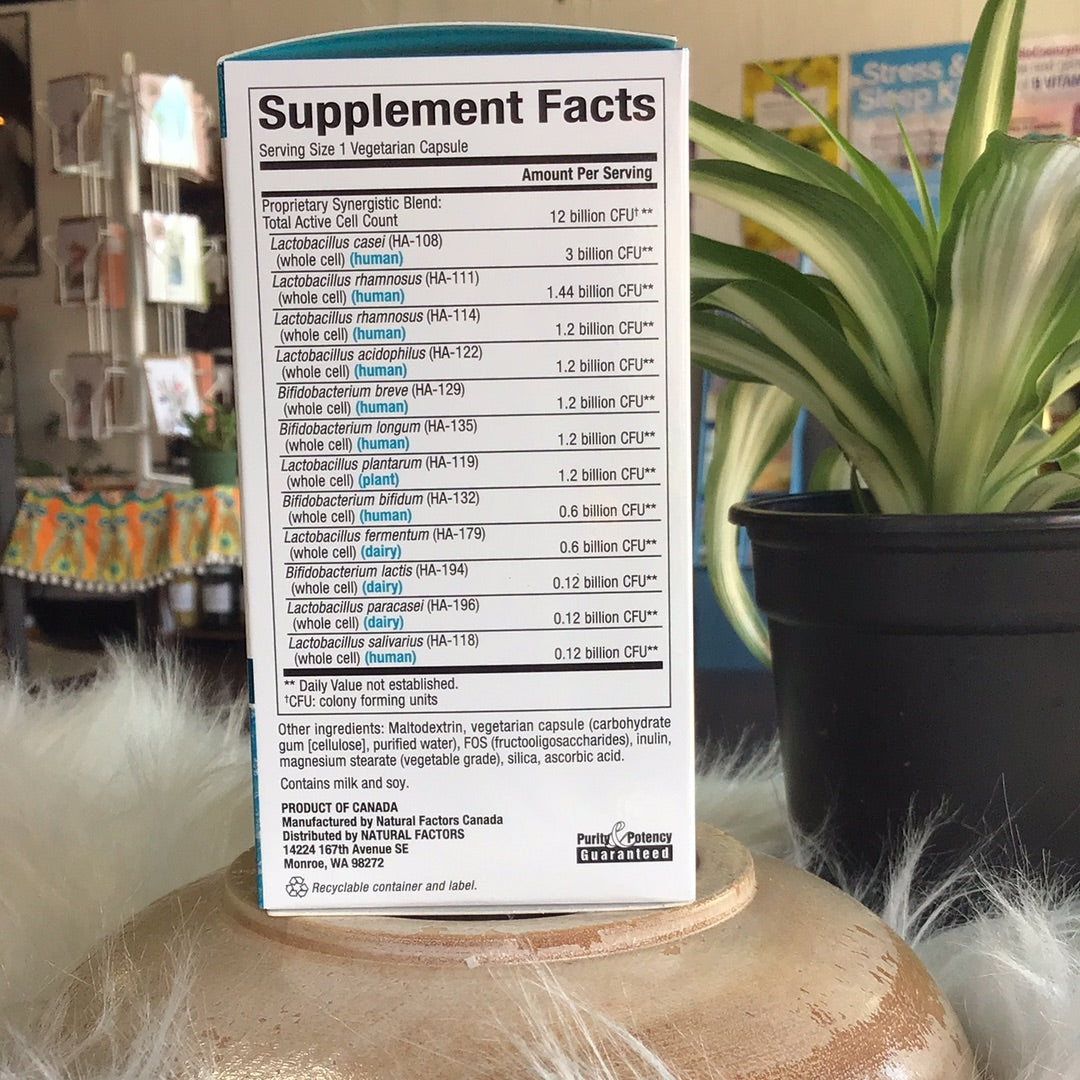 Supplement Facts
Serving Size 1 Vegetarian Capsule
Amount Per Serving
Proprietary Synergistic Blend:
Total Active Cell Count 12 billion CFU†**
Lactobacillus casei (HA-108)
(whole cell) (human) 3 billion CFU**
Lactobacillus rhamnosus (HA-111)
(whole cell) (human) 1.44 billion CFU**
Lactobacillus rhamnosus (HA-114)
(whole cell) (human) 1.2 billion CFU**
Lactobacillus acidophilus (HA-122)
(whole cell) (human) 1.2 billion CFU**
Bifidobacterium breve (HA-129)
(whole cell) (human) 1.2 billion CFU**
Bifidobacterium longum (HA-135)
(whole cell) (human) 1.2 billion CFU**
Lactobacillus plantarum (HA-119)
(whole cell) (plant) 1.2 billion CFU**
Bifidobacterium bifidum (HA-132)
(whole cell) (human) 0.6 billion CFU**
Lactobacillus fermentum (HA-179)
(whole cell) (dairy) 0.6 billion CFU**
Bifidobacterium lactis (HA-194)
(whole cell) (dairy) 0.12 billion CFU**
Lactobacillus paracasei (HA-196)
(whole cell) (dairy) 0.12 billion CFU**
Lactobacillus salivarius (HA-118)
(whole cell) (human) 0.12 billion CFU**
** Daily Value not established.
†CFU: colony forming units
Other ingredients: Maltodextrin, vegetarian capsule (carbohydrate
gum [cellulose], purified water), FOS (fructooligosaccharides), inulin,
magnesium stearate (vegetable grade), silica, ascorbic acid.
Contains milk and soy.
PRODUCT OF CANADA
Manufactured by Natural Factors Canada
Distributed by NATURAL FACTORS
14224 167th Avenue SE
Monroe, WA 98272
Purity & Potency
Guaranteed
Recyclable container and label.
Stress &
Sleep
B VITAM